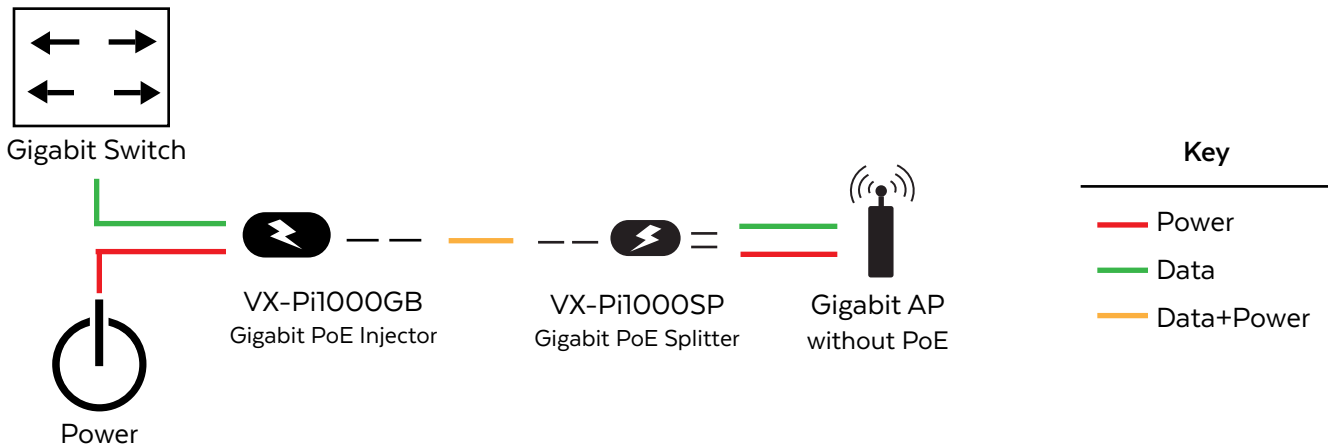 Gigabit Switch
Power
VX-Pi1000GB
Gigabit PoE Injector
VX-Pi1000SP
Gigabit PoE Splitter
Gigabit AP
without PoE
Key
Power
Data
Data+Power